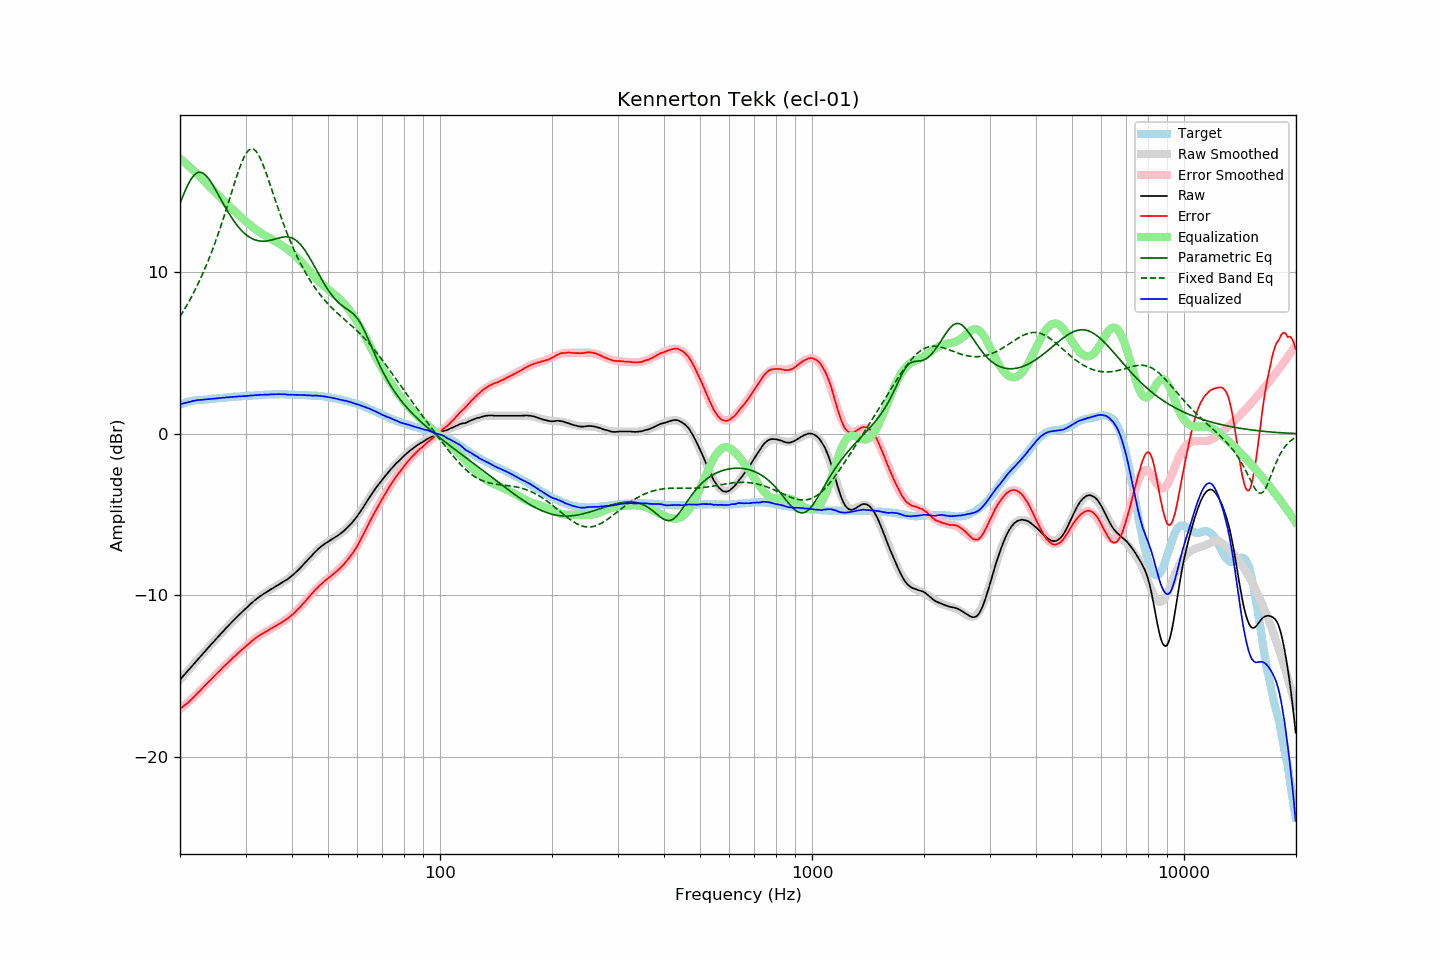 Kennerton Tekk (ecl-01)
Target
Raw Smoothed
Error Smoothed
Raw
Error
Equalization
Parametric Eq
Fixed Band Eq
Equalized
10
0
−10
−20
Amplitude (dBr)
100
1000
10000
Frequency (Hz)